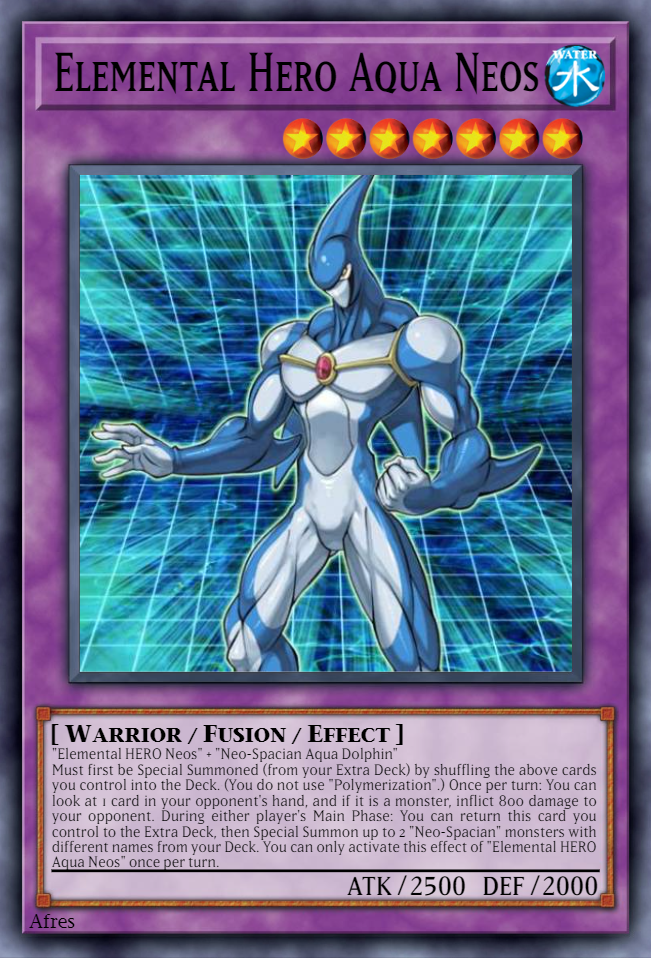 Elemental Hero Aqua Neos
WATER
水
[ Warrior / Fusion / Effect ]
"Elemental HERO Neos" + "Neo-Spacian Aqua Dolphin"
Must first be Special Summoned (from your Extra Deck) by shuffling the above cards
you control into the Deck. (You do not use "Polymerization".) Once per turn: You can
look at 1 card in your opponent's hand, and if it is a monster, inflict 800 damage to
your opponent. During either player's Main Phase: You can return this card you
control to the Extra Deck, then Special Summon up to 2 "Neo-Spacian" monsters with
different names from your Deck. You can only activate this effect of "Elemental HERO
Aqua Neos" once per turn.
ATK / 2500 DEF / 2000
Afres